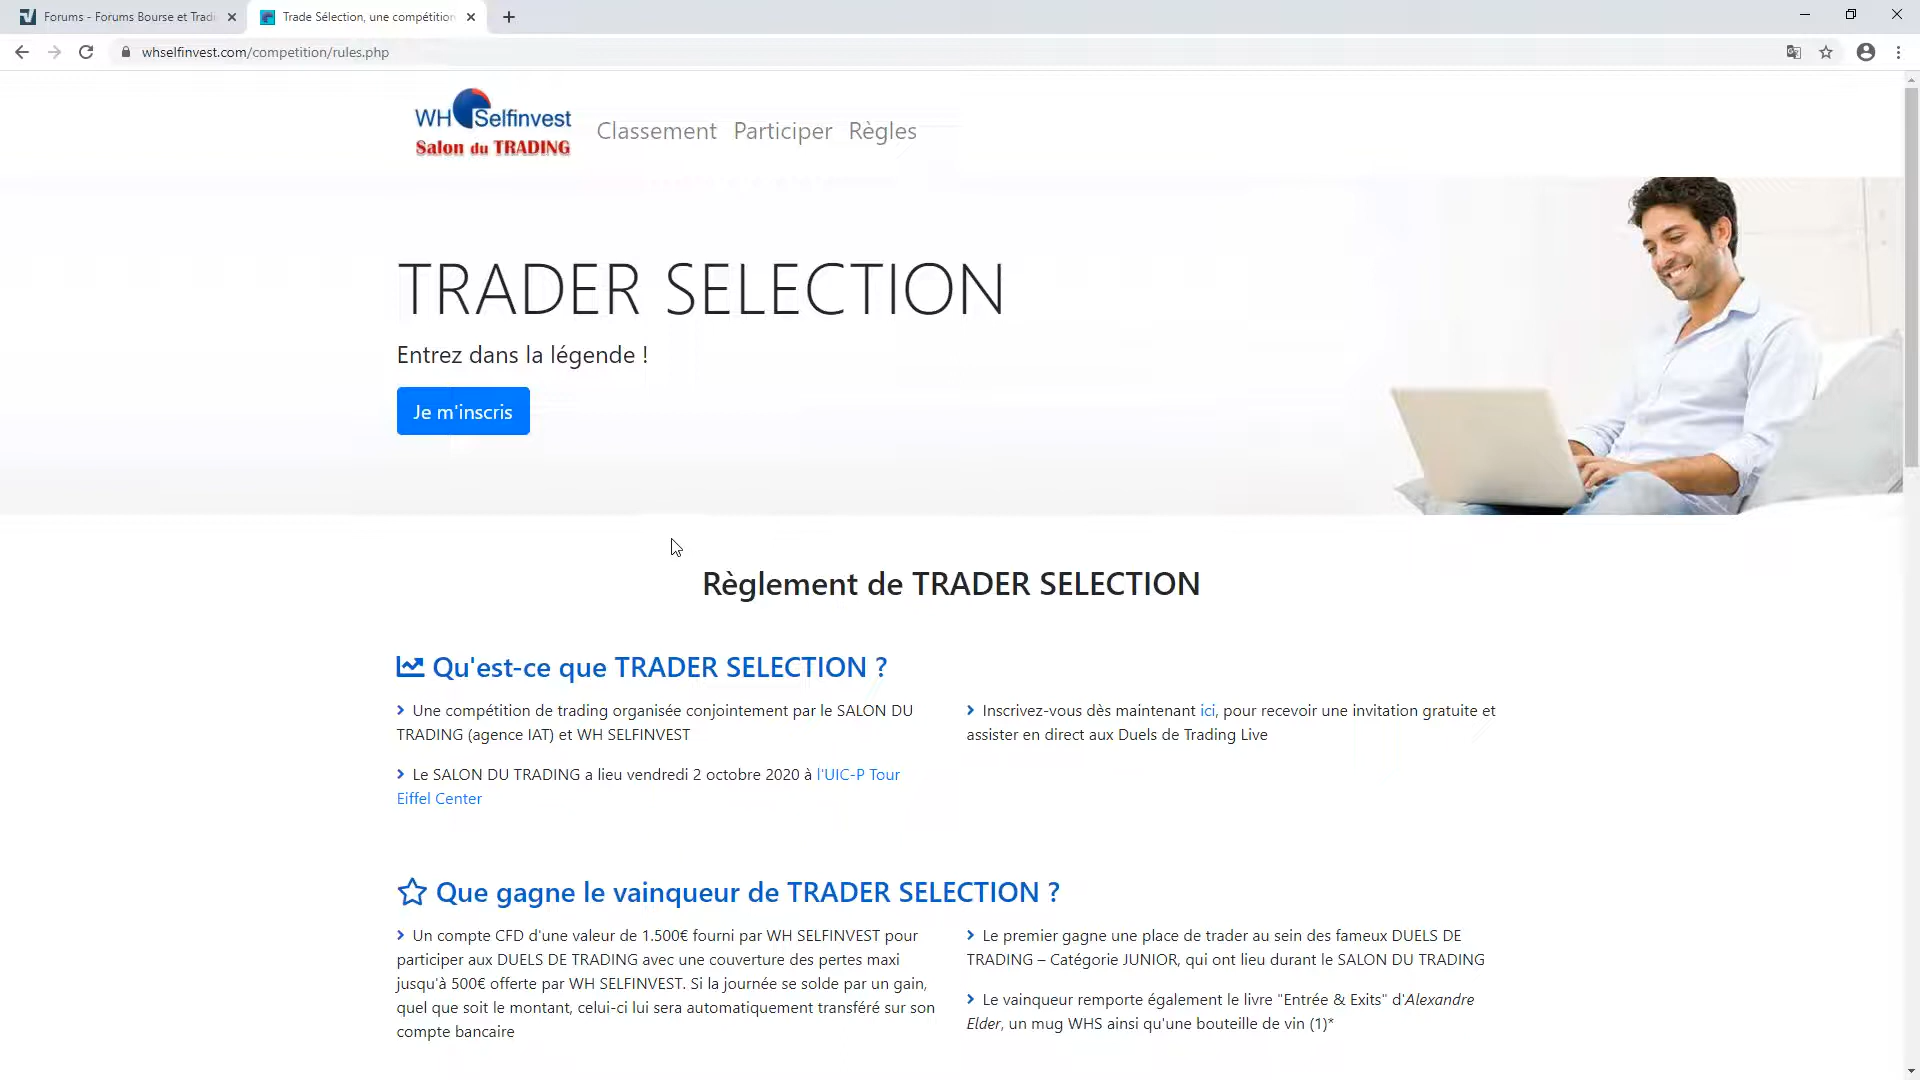 Forums - Forums Bourse et Trad
Trade Sélection, une compétition
whselfinvest.com/competition/rules.php
WH Selfinvest
Salon du TRADING
Classement Participer Règles
TRADER SELECTION
Entrez dans la légende !
Je m'inscris
Règlement de TRADER SELECTION
Qu'est-ce que TRADER SELECTION ?
Une compétition de trading organisée conjointement par le SALON DU
TRADING (agence IAT) et WH SELFINVEST
Le SALON DU TRADING a lieu vendredi 2 octobre 2020 à l'UIC-P Tour
Eiffel Center
Inscrivez-vous dès maintenant ici, pour recevoir une invitation gratuite et
assister en direct aux Duels de Trading Live
Que gagne le vainqueur de TRADER SELECTION ?
Un compte CFD d'une valeur de 1.500€ fourni par WH SELFINVEST pour
participer aux DUELS DE TRADING avec une couverture des pertes maxi
jusqu'à 500€ offerte par WH SELFINVEST. Si la journée se solde par un gain,
quel que soit le montant, celui-ci lui sera automatiquement transféré sur son
compte bancaire
Le premier gagne une place de trader au sein des fameux DUELS DE
TRADING – Catégorie JUNIOR, qui ont lieu durant le SALON DU TRADING
Le vainqueur remporte également le livre "Entrée & Exits" d'Alexandre
Elder, un mug WHS ainsi qu'une bouteille de vin (1)*